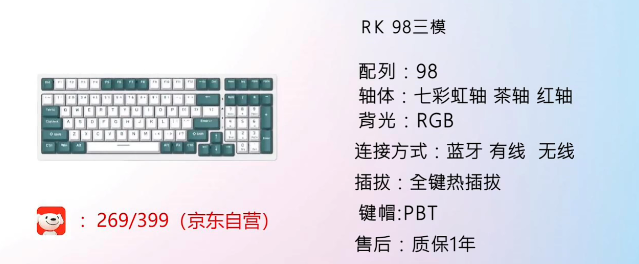 RK 98三模
配列：98
轴体：七彩虹轴 茶轴 红轴
背光：RGB
连接方式：蓝牙 有线 无线
插拔：全键热插拔
键帽:PBT
售后：质保1年
：269/399（京东自营）